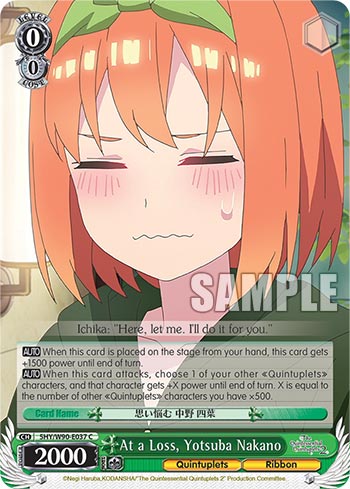 LEVEL
0
0
COST
SAMPLE
Ichika: "Here, let me. I'll do it for you."
AUTO When this card is placed on the stage from your hand, this card gets
+1500 power until end of turn.
AUTO When this card attacks, choose 1 of your other «Quintuplets»
characters, and that character gets +X power until end of turn. X is equal to
the number of other «Quintuplets» characters you have ×500.
Card Name 思い悩む 中野 四葉
CH 5HY/W90-E037 C
At a Loss, Yotsuba Nakano
2000
Quintuplets Ribbon
©Negi Haruba,KODANSHA/"The Quintessential Quintuplets 2" Production Committee.